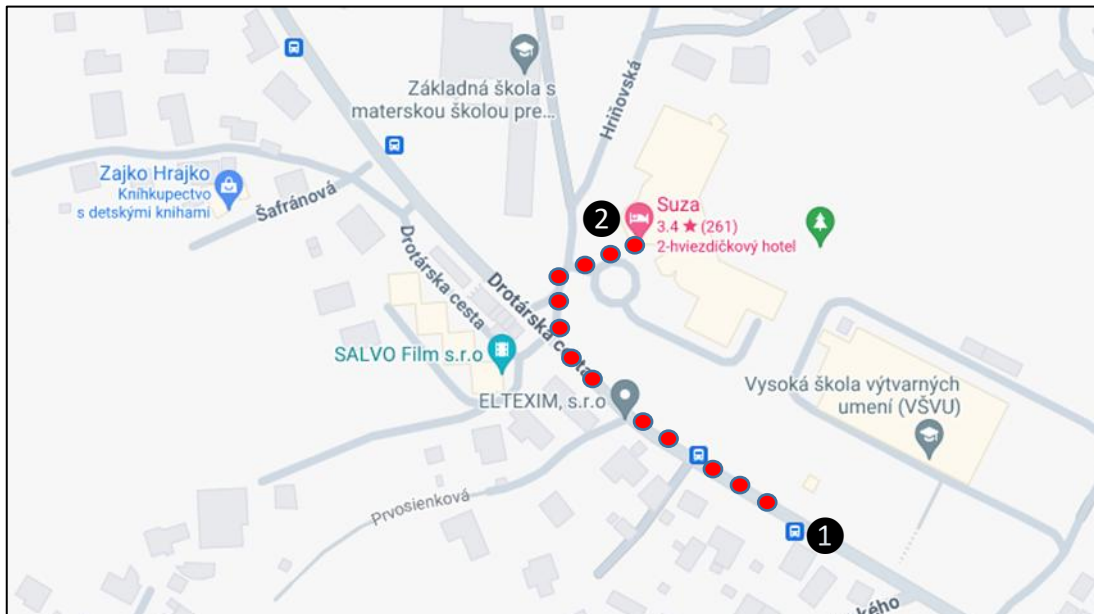 Základná škola s
materskou školou pre...
Hriňovská
Zajko Hrajko
Kníhkupectvo
s detskými knihami
Šafránová
2
Suza
3.4 ★ (261)
2-hviezdičkový hotel
Drotárska cesta
Drotárska cesta
SALVO Film s.r.o
ELTEXIM, s.r.o
Vysoká škola výtvarných
umení (VŠVU)
Prvosienková
1
ského